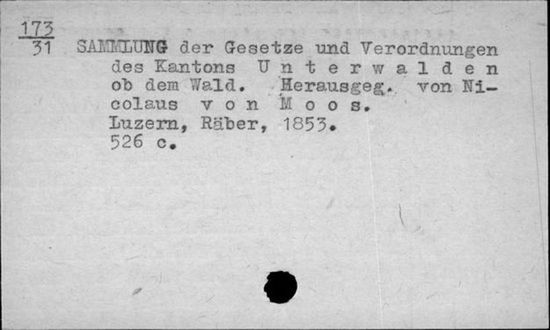 173
31 SAMMLUNG der Gesetze und Verordnungen
des Kantons U n t e r w a l d e n
ob dem Wald. Herausgeg. von Ni-
colaus v o n M o o s.
Luzern, Räber, 1853.
526 c.